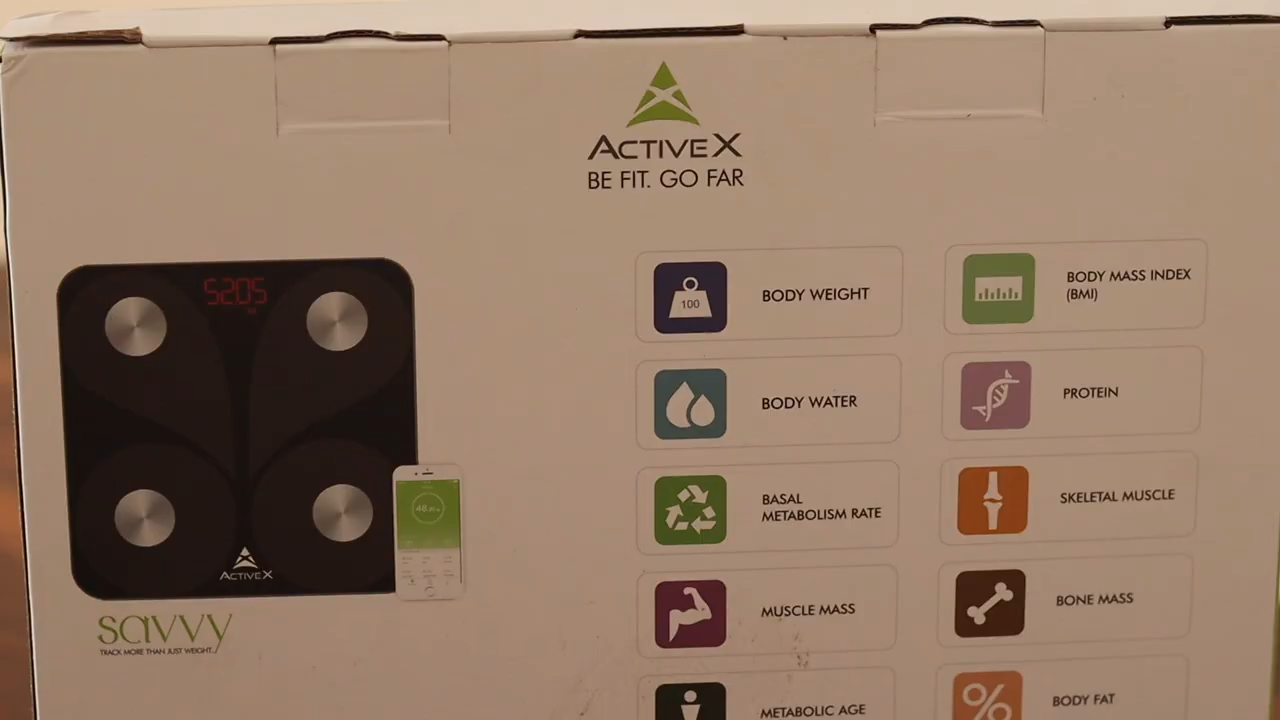 ACTIVEX
BE FIT. GO FAR
5205
ACTIVEX
savvy
TRACK MORE THAN JUST WEIGHT.
100
BODY WEIGHT
BODY MASS INDEX
(BMI)
BODY WATER
PROTEIN
BASAL
METABOLISM RATE
SKELETAL MUSCLE
MUSCLE MASS
BONE MASS
METABOLIC AGE
%
BODY FAT